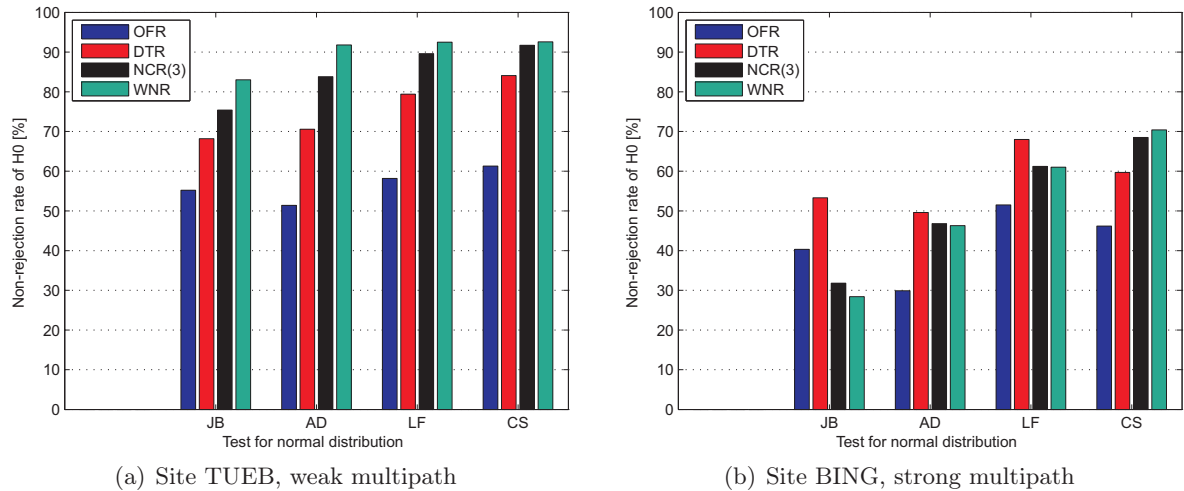 100
90
80
70
60
50
40
30
20
10
0
Non-rejection rate of H0 [%]
OFR
DTR
NCR(3)
WNR
JB AD LF CS
Test for normal distribution
(a) Site TUEB, weak multipath
100
90
80
70
60
50
40
30
20
10
0
Non-rejection rate of H0 [%]
OFR
DTR
NCR(3)
WNR
JB AD LF CS
Test for normal distribution
(b) Site BING, strong multipath